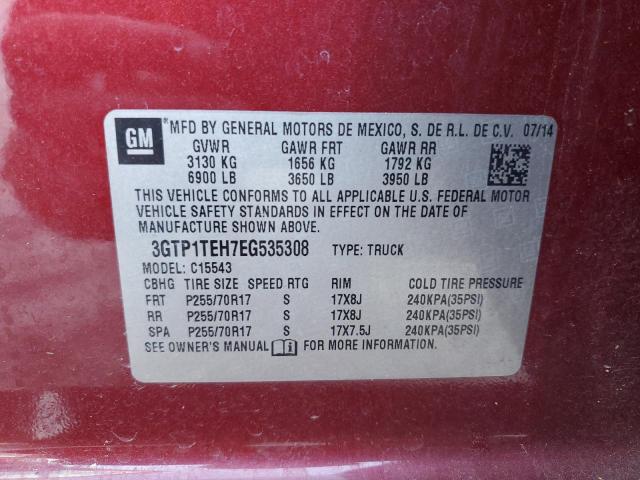 GM
®MFD BY GENERAL MOTORS DE MEXICO, S. DE R.L. DE C.V. 07/14
GVWR GAWR FRT GAWR RR
3130 KG 1656 KG 1792 KG
6900 LB 3650 LB 3950 LB
THIS VEHICLE CONFORMS TO ALL APPLICABLE U.S. FEDERAL MOTOR
VEHICLE SAFETY STANDARDS IN EFFECT ON THE DATE OF
MANUFACTURE SHOWN ABOVE.
3GTP1TEH7EG535308 TYPE: TRUCK
MODEL: C15543
CBHG TIRE SIZE SPEED RTG RIM COLD TIRE PRESSURE
FRT P255/70R17 S 17X8J 240KPA(35PSI)
RR P255/70R17 S 17X8J 240KPA(35PSI)
SPA P255/70R17 S 17X7.5J 240KPA(35PSI)
SEE OWNER'S MANUAL FOR MORE INFORMATION.